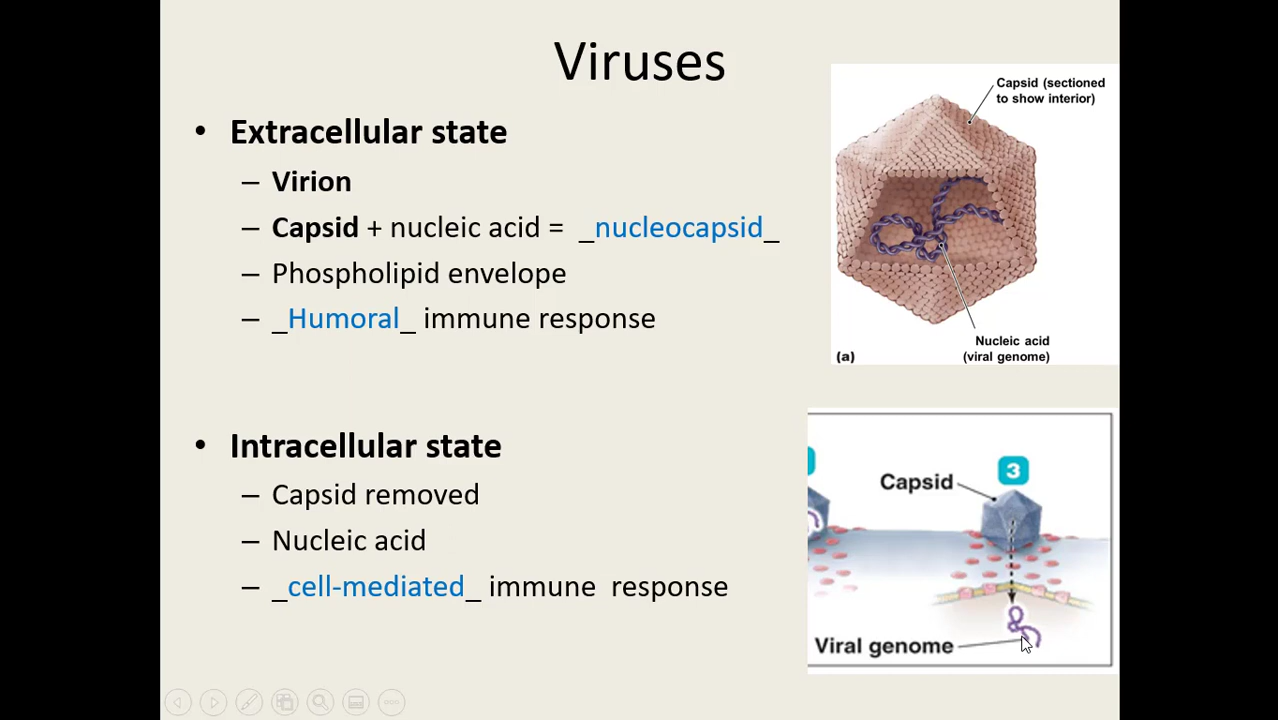 Viruses
• Extracellular state
– Virion
– Capsid + nucleic acid = _nucleocapsid_
– Phospholipid envelope
– _Humoral_ immune response
• Intracellular state
– Capsid removed
– Nucleic acid
– _cell-mediated_ immune response
Capsid (sectioned
to show interior)
Nucleic acid
(viral genome)
(a)
3
Capsid
Viral genome